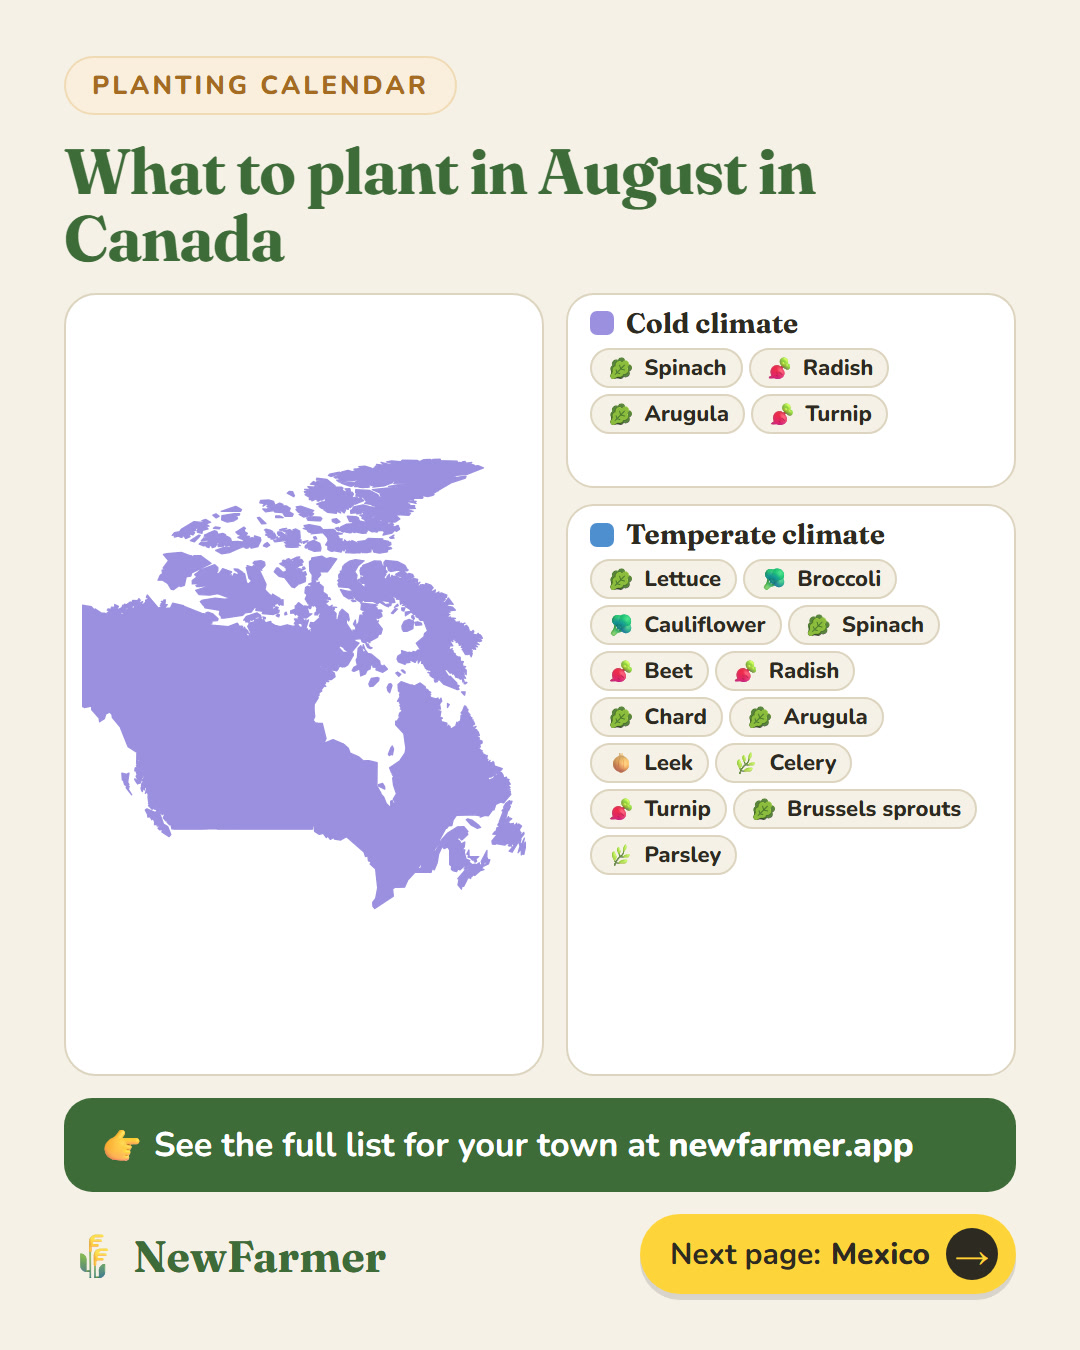 PLANTING CALENDAR
What to plant in August in
Canada
Cold climate
Spinach
Radish
Arugula
Turnip
Temperate climate
Lettuce
Broccoli
Cauliflower
Spinach
Beet
Radish
Chard
Arugula
Leek
Celery
Turnip
Brussels sprouts
Parsley
See the full list for your town at newfarmer.app
NewFarmer
Next page: Mexico →